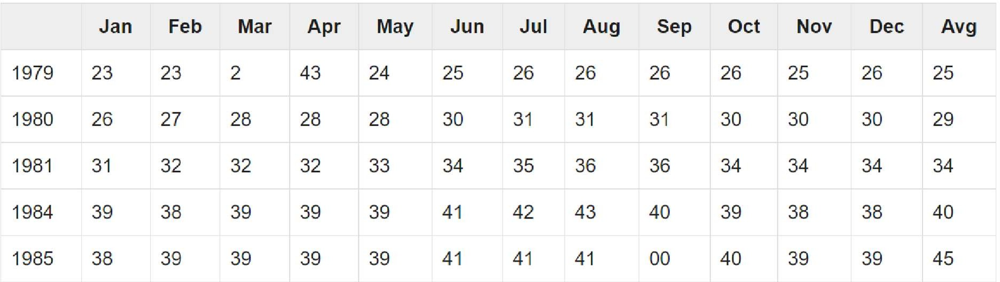 Jan Feb Mar Apr May Jun Jul Aug Sep Oct Nov Dec Avg
1979 23 23 2 43 24 25 26 26 26 26 25 26 25
1980 26 27 28 28 28 30 31 31 31 30 30 30 29
1981 31 32 32 32 33 34 35 36 36 34 34 34 34
1984 39 38 39 39 39 41 42 43 40 39 38 38 40
1985 38 39 39 39 39 41 41 41 00 40 39 39 45